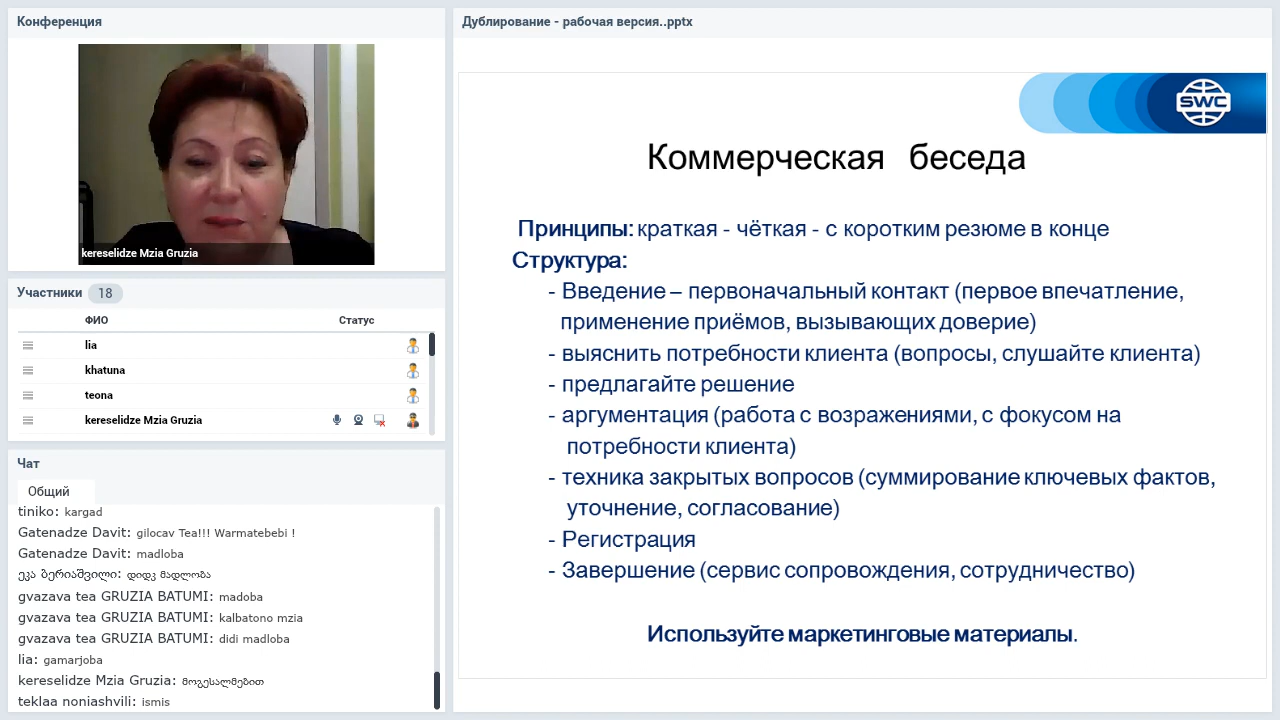 Конференция
kereselidze Mzia Gruzia
Участники 18
ФИО Статус
lia
khatuna
teona
kereselidze Mzia Gruzia
Чат
Общий
tiniko: kargad
Gatenadze Davit: gilocav Tea!!! Warmatebebi !
Gatenadze Davit: madloba
ეკა ბერიაშვილი: დიდკ მადლობა
gvazava tea GRUZIA BATUMI: madoba
gvazava tea GRUZIA BATUMI: kalbatono mzia
gvazava tea GRUZIA BATUMI: didi madloba
lia: gamarjoba
kereselidze Mzia Gruzia: მოგესალმებით
teklaa noniashvili: ismis
Дублирование - рабочая версия..pptx
SWC
Коммерческая беседа
Принципы: краткая - чёткая - с коротким резюме в конце
Структура:
- Введение – первоначальный контакт (первое впечатление,
применение приёмов, вызывающих доверие)
- выяснить потребности клиента (вопросы, слушайте клиента)
- предлагайте решение
- аргументация (работа с возражениями, с фокусом на
потребности клиента)
- техника закрытых вопросов (суммирование ключевых фактов,
уточнение, согласование)
- Регистрация
- Завершение (сервис сопровождения, сотрудничество)
Используйте маркетинговые материалы.